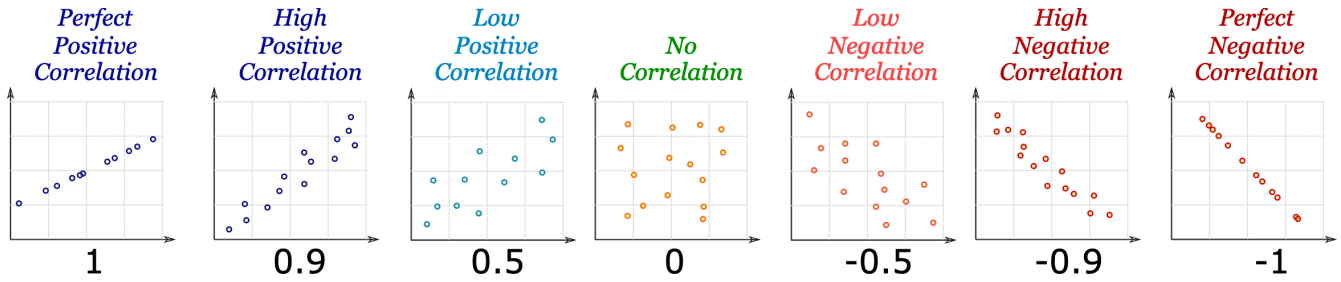 Perfect
Positive
Correlation
1
High
Positive
Correlation
0.9
Low
Positive
Correlation
0.5
No
Correlation
0
Low
Negative
Correlation
-0.5
High
Negative
Correlation
-0.9
Perfect
Negative
Correlation
-1